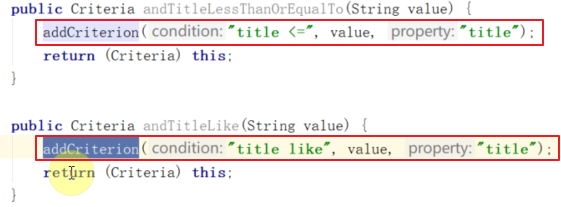 public Criteria andTitleLessThanOrEqualTo(String value) {
addCriterion( condition: "title <=", value, property: "title");
return (Criteria) this;
}
public Criteria andTitleLike(String value) {
addCriterion( condition: "title like", value, property: "title");
return (Criteria) this;
}